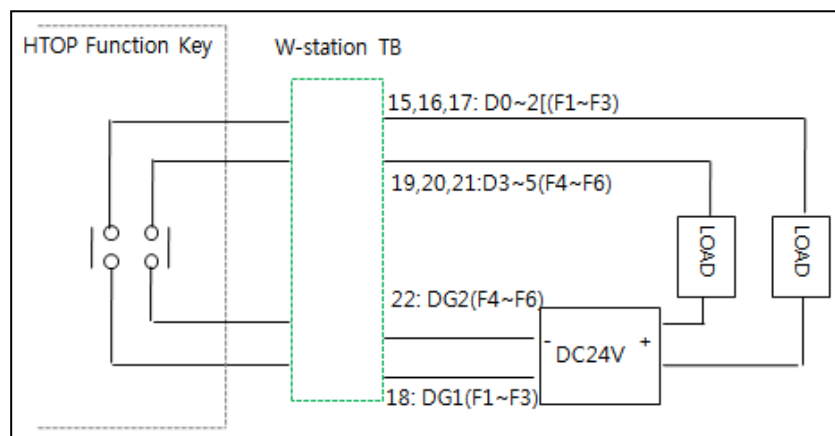 HTOP Function Key
W-station TB
15,16,17: D0~2[(F1~F3)
19,20,21:D3~5(F4~F6)
LOAD
LOAD
22: DG2(F4~F6)
- DC24V +
18: DG1(F1~F3)